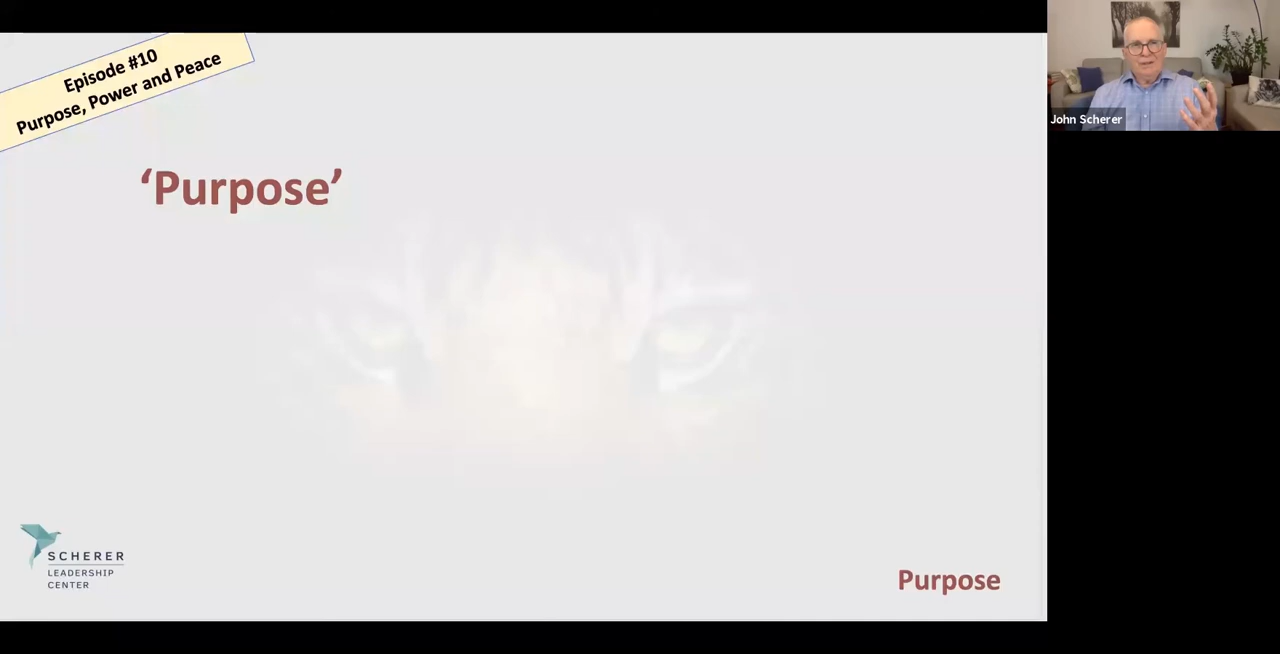 Episode #10
Purpose, Power and Peace
‘Purpose’
John Scherer
SCHERER
LEADERSHIP
CENTER
Purpose